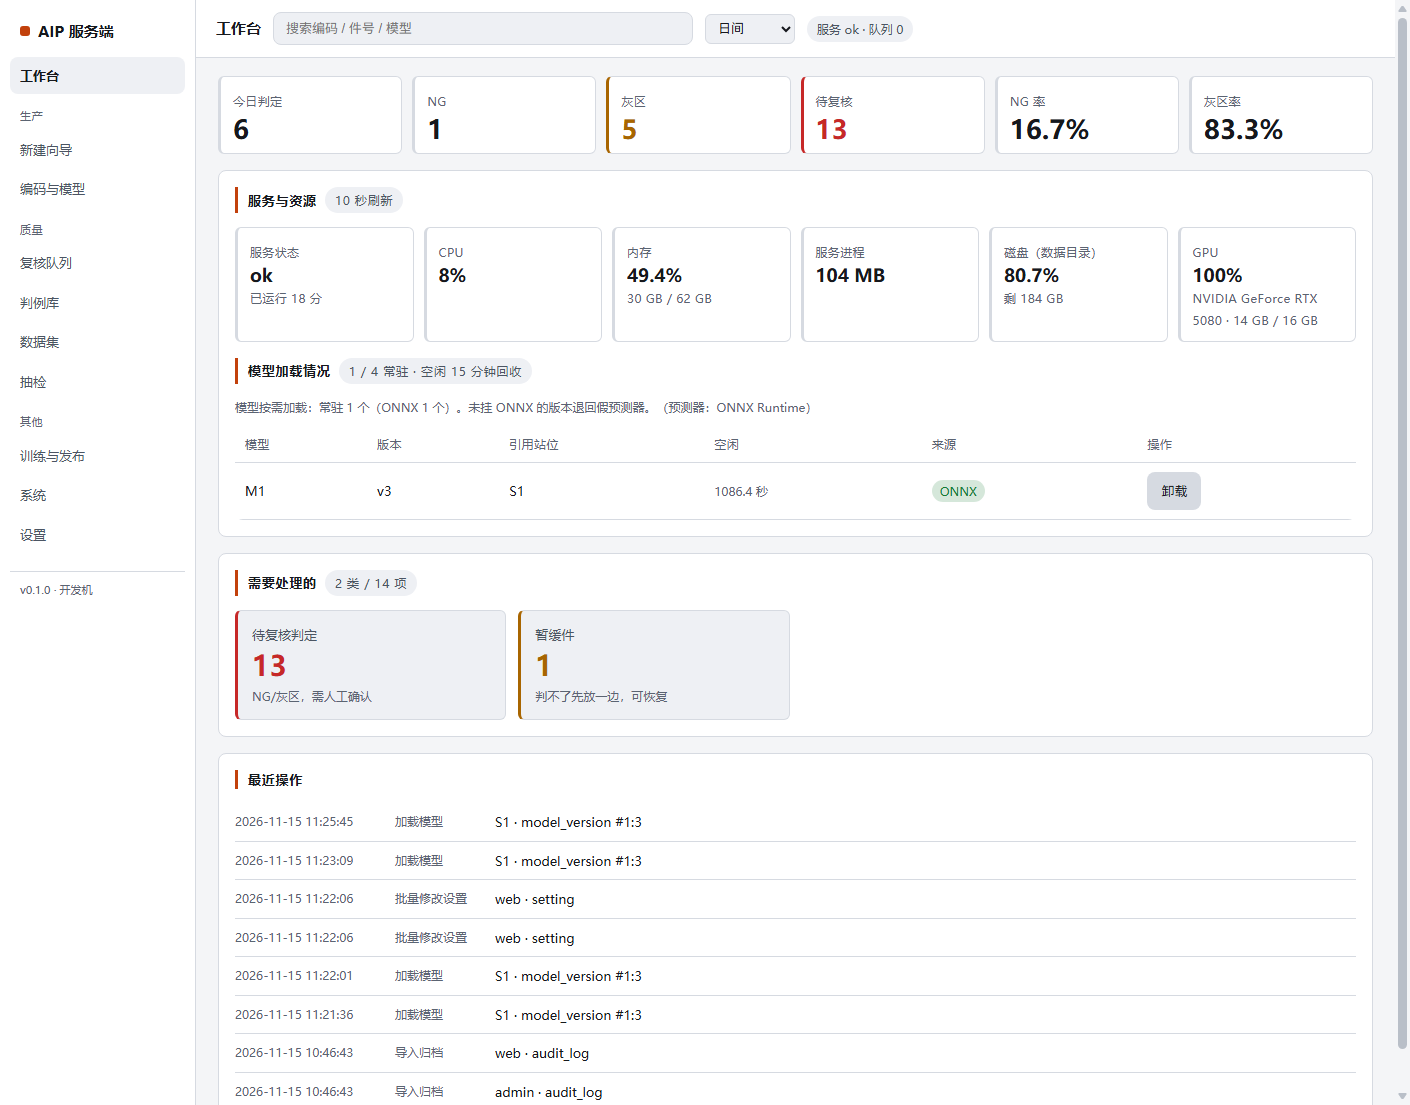 AIP 服务端
工作台
生产
新建向导
编码与模型
质量
复核队列
判例库
数据集
抽检
其他
训练与发布
系统
设置
v0.1.0 · 开发机
工作台
搜索编码 / 件号 / 模型
日间
服务 ok · 队列 0
今日判定
6
NG
1
灰区
5
待复核
13
NG 率
16.7%
灰区率
83.3%
服务与资源
10 秒刷新
服务状态
ok
已运行 18 分
CPU
8%
内存
49.4%
30 GB / 62 GB
服务进程
104 MB
磁盘（数据目录）
80.7%
剩 184 GB
GPU
100%
NVIDIA GeForce RTX
5080 · 14 GB / 16 GB
模型加载情况
1 / 4 常驻 · 空闲 15 分钟回收
模型按需加载：常驻 1 个（ONNX 1 个）。未挂 ONNX 的版本退回假预测器。（预测器：ONNX Runtime）
模型 版本 引用站位 空闲 来源 操作
M1 v3 S1 1086.4 秒 ONNX 卸载
需要处理的
2 类 / 14 项
待复核判定
13
NG/灰区，需人工确认
暂缓件
1
判不了先放一边，可恢复
最近操作
2026-11-15 11:25:45 加载模型 S1 · model_version #1:3
2026-11-15 11:23:09 加载模型 S1 · model_version #1:3
2026-11-15 11:22:06 批量修改设置 web · setting
2026-11-15 11:22:06 批量修改设置 web · setting
2026-11-15 11:22:01 加载模型 S1 · model_version #1:3
2026-11-15 11:21:36 加载模型 S1 · model_version #1:3
2026-11-15 10:46:43 导入归档 web · audit_log
2026-11-15 10:46:43 导入归档 admin · audit_log